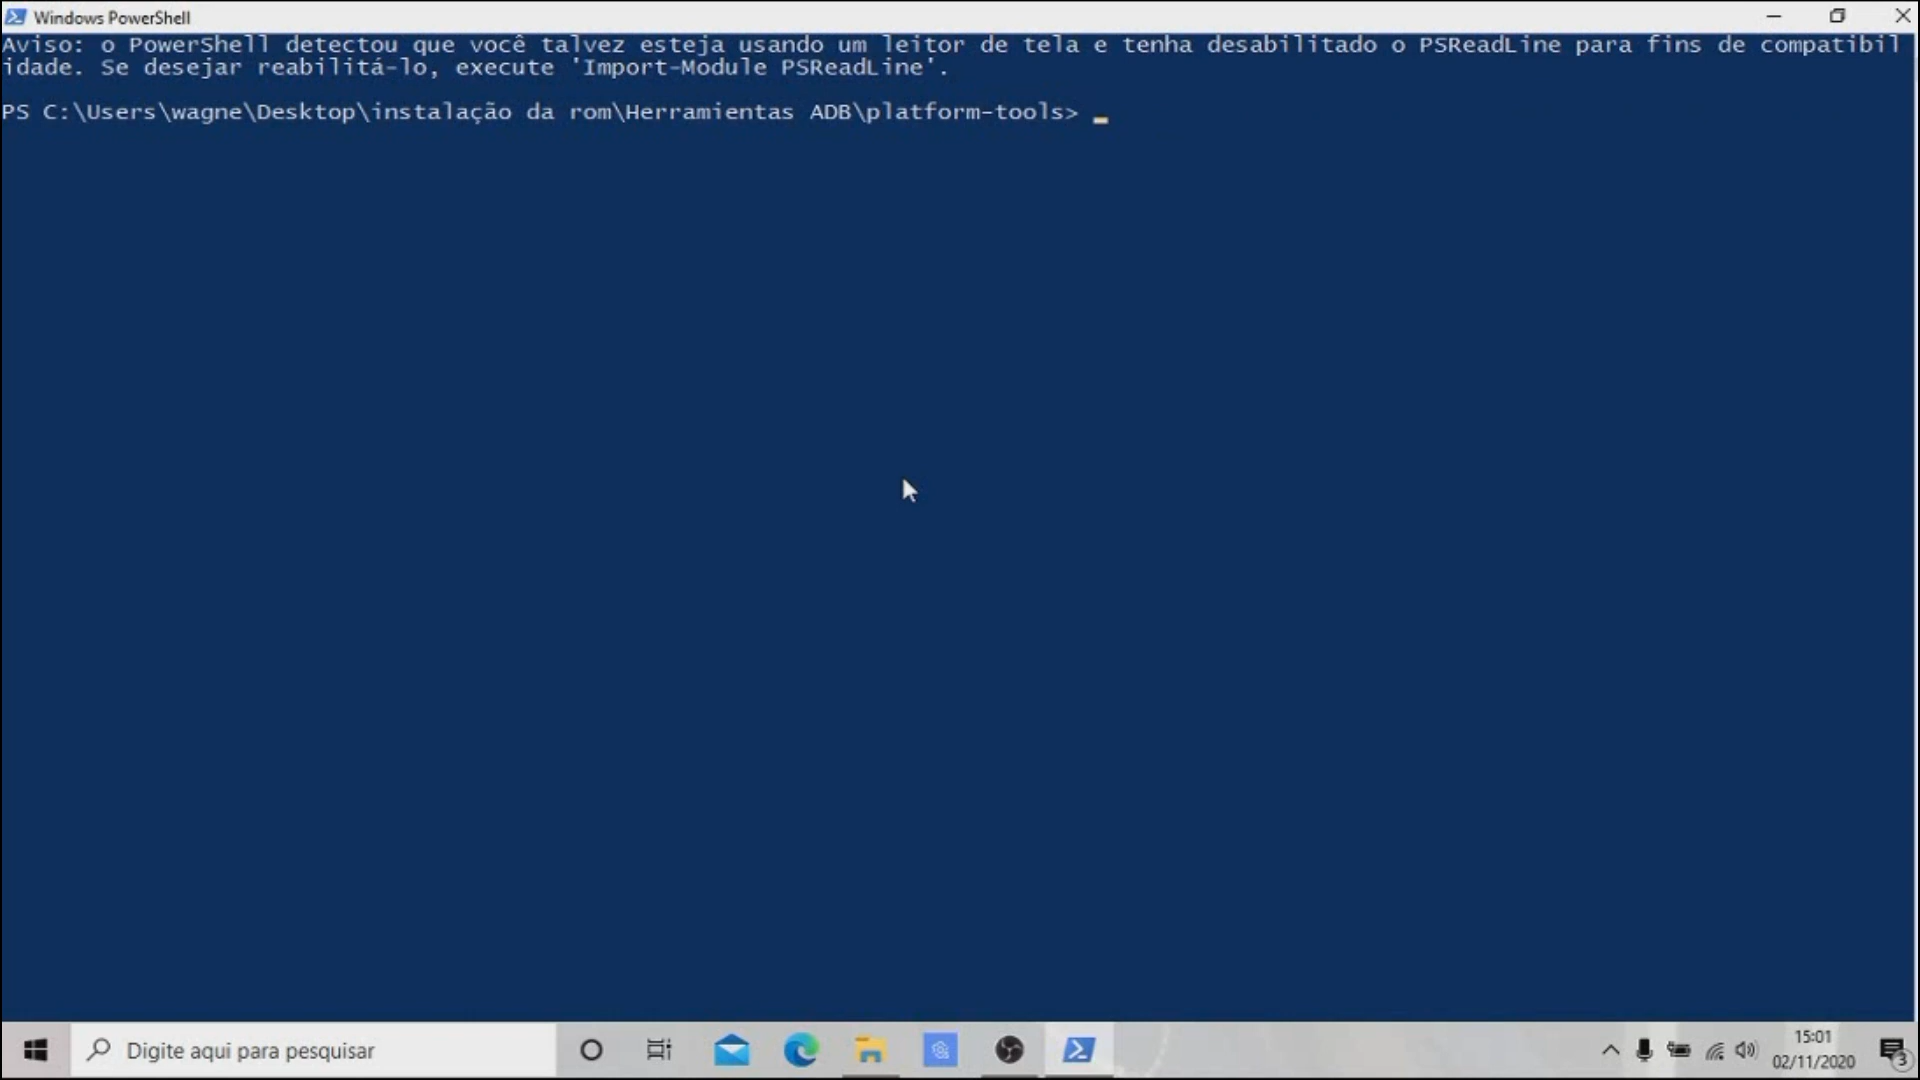 Windows PowerShell
Aviso: o PowerShell detectou que você talvez esteja usando um leitor de tela e tenha desabilitado o PSReadLine para fins de compatibil
idade. Se desejar reabilitá-lo, execute 'Import-Module PSReadLine'.
PS C:\Users\wagne\Desktop\instalação da rom\Herramientas ADB\platform-tools> _
Digite aqui para pesquisar
15:01
02/11/2020
3